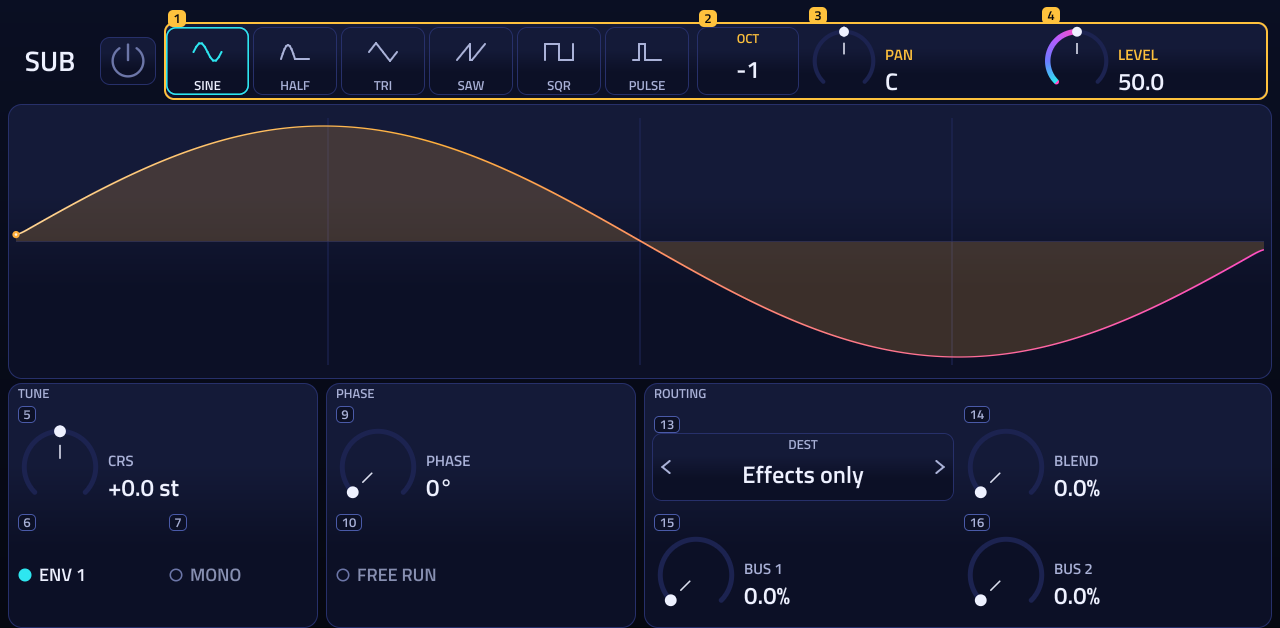 1 2 3 4
SUB SINE HALF TRI SAW SQR PULSE OCT -1 PAN C LEVEL 50.0
TUNE
5
CRS
+0.0 st
6 7
ENV 1 MONO
PHASE
9
PHASE
0°
10
FREE RUN
ROUTING
13 14
DEST
Effects only
BLEND
0.0%
15 16
BUS 1
0.0%
BUS 2
0.0%